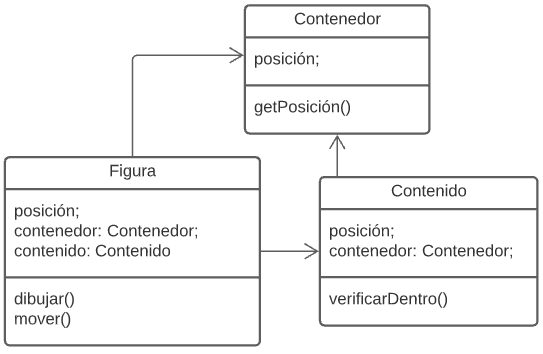 Contenedor
posición;
getPosición()
Figura
posición;
contenedor: Contenedor;
contenido: Contenido
dibujar()
mover()
Contenido
posición;
contenedor: Contenedor;
verificarDentro()